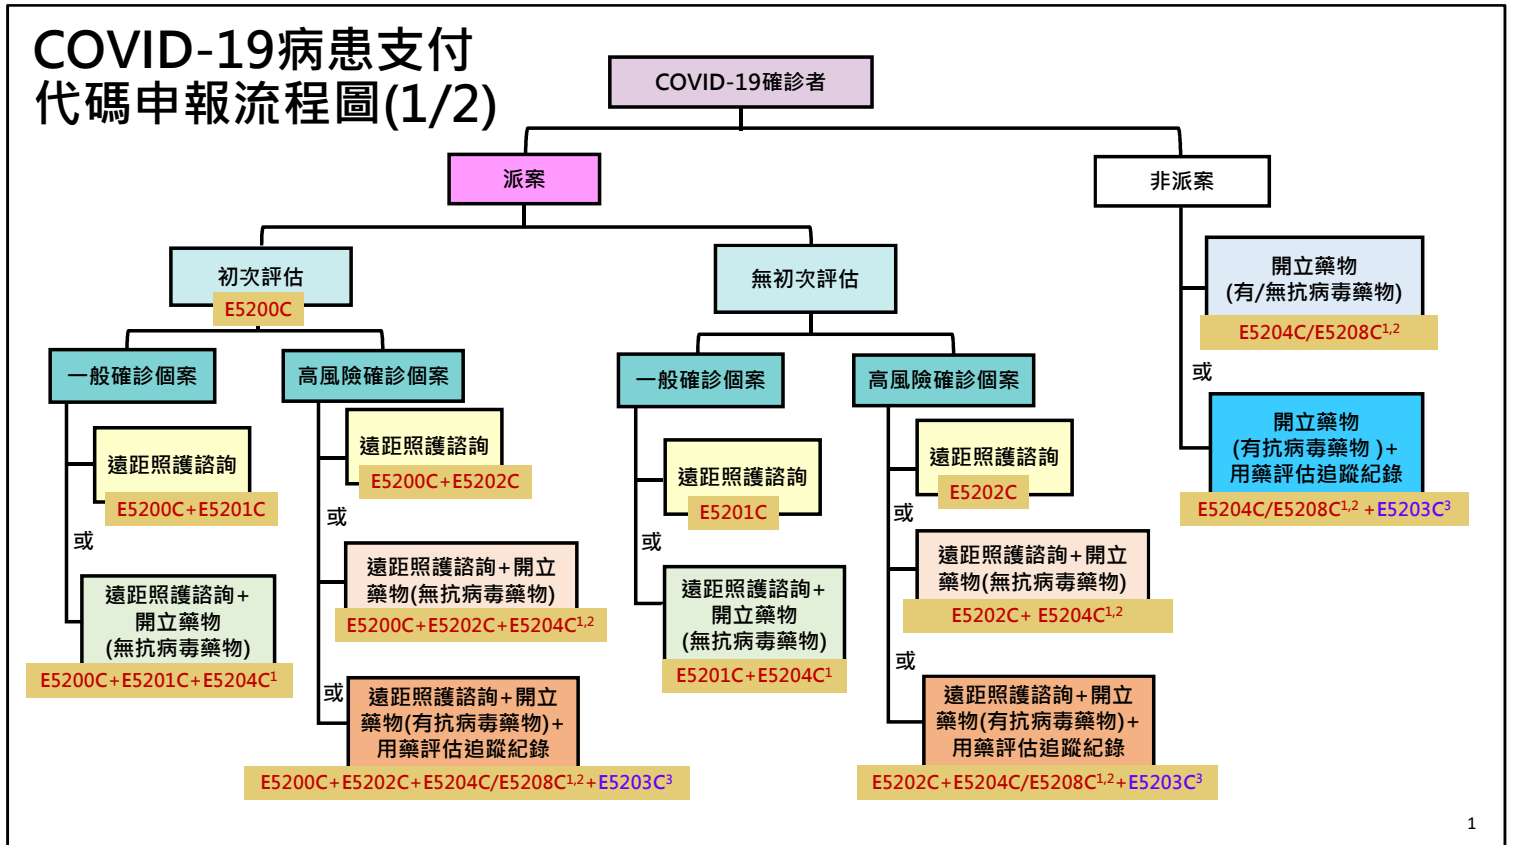 COVID-19病患支付
代碼申報流程圖(1/2)
COVID-19確診者
派案
非派案
初次評估
E5200C
無初次評估
開立藥物
(有/無抗病毒藥物)
E5204C/E5208C1,2
或
開立藥物
(有抗病毒藥物 )+
用藥評估追蹤紀錄
E5204C/E5208C1,2 +E5203C3
一般確診個案
遠距照護諮詢
E5200C+E5201C
或
遠距照護諮詢+
開立藥物
(無抗病毒藥物)
E5200C+E5201C+E5204C1
高風險確診個案
遠距照護諮詢
E5200C+E5202C
或
遠距照護諮詢+開立
藥物(無抗病毒藥物)
E5200C+E5202C+E5204C1,2
或
遠距照護諮詢+開立
藥物(有抗病毒藥物)+
用藥評估追蹤紀錄
E5200C+E5202C+E5204C/E5208C1,2+E5203C3
一般確診個案
遠距照護諮詢
E5201C
或
遠距照護諮詢+
開立藥物
(無抗病毒藥物)
E5201C+E5204C1
高風險確診個案
遠距照護諮詢
E5202C
或
遠距照護諮詢+開立
藥物(無抗病毒藥物)
E5202C+ E5204C1,2
或
遠距照護諮詢+開立
藥物(有抗病毒藥物)+
用藥評估追蹤紀錄
E5202C+E5204C/E5208C1,2+E5203C3
1